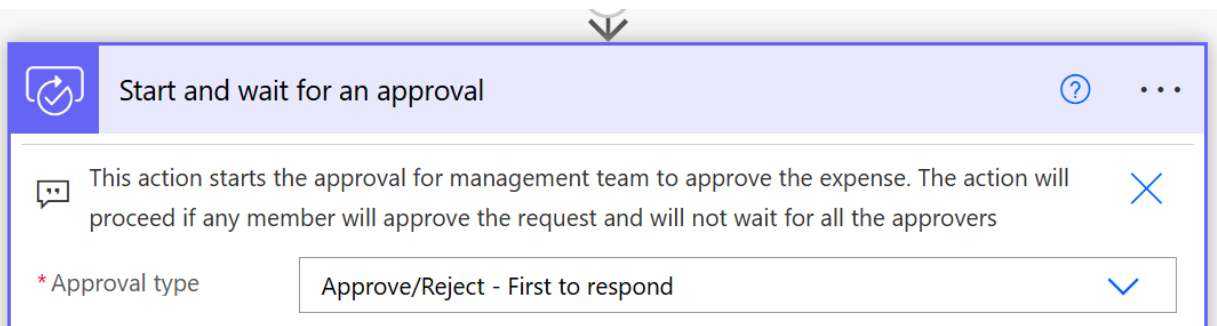 Start and wait for an approval
This action starts the approval for management team to approve the expense. The action will
proceed if any member will approve the request and will not wait for all the approvers
* Approval type
Approve/Reject - First to respond